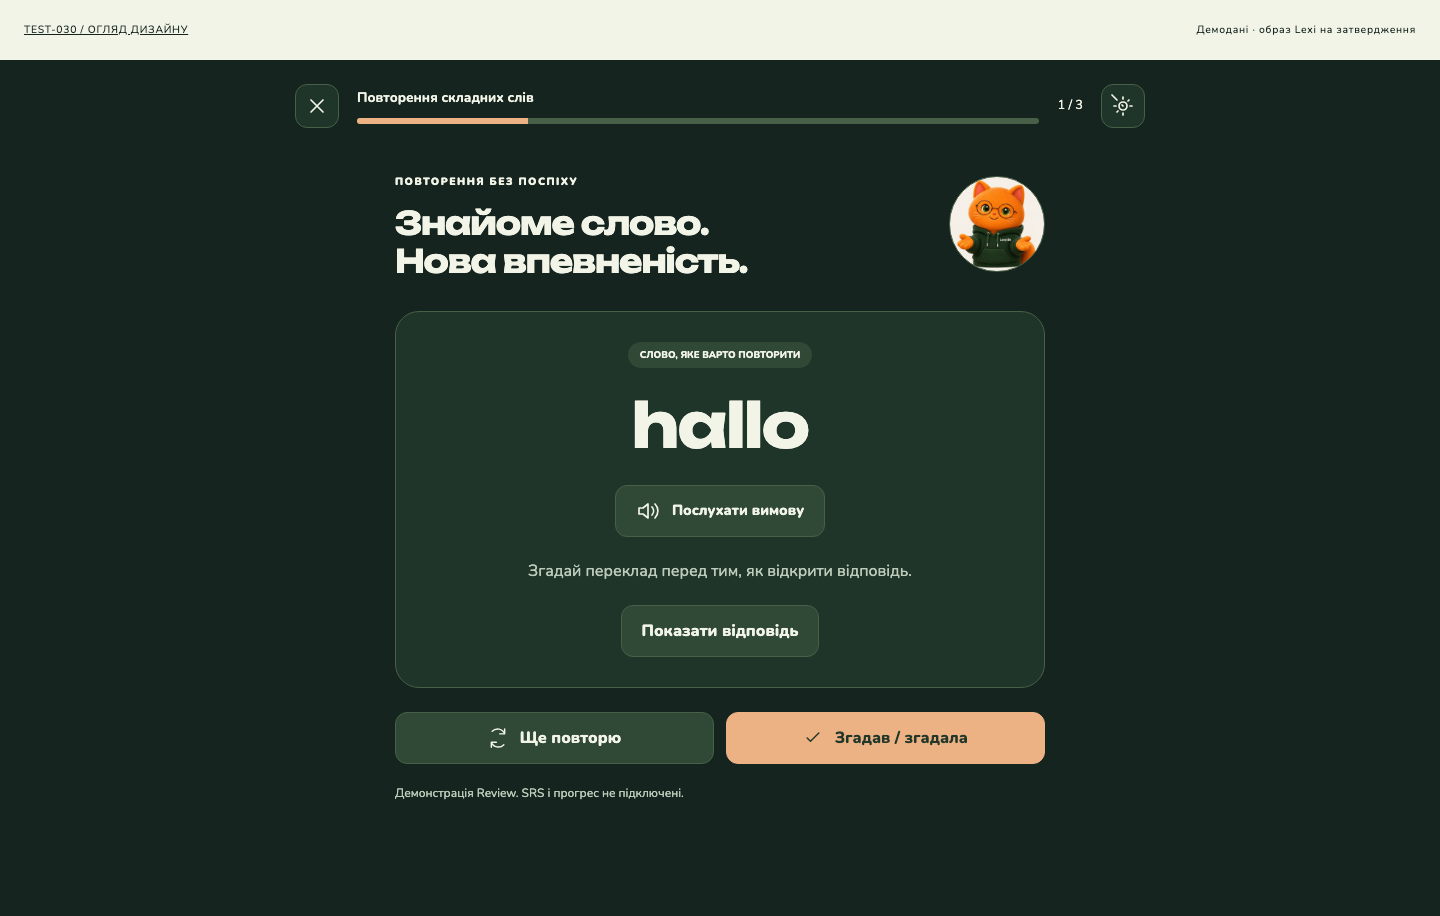 TEST-030 / ОГЛЯД ДИЗАЙНУ
Демодані · образ Lexi на затвердження
Повторення складних слів
1 / 3
ПОВТОРЕННЯ БЕЗ ПОСПІХУ
Знайоме слово.
Нова впевненість.
СЛОВО, ЯКЕ ВАРТО ПОВТОРИТИ
hallo
Послухати вимову
Згадай переклад перед тим, як відкрити відповідь.
Показати відповідь
Ще повторю
Згадав / згадала
Демонстрація Review. SRS і прогрес не підключені.